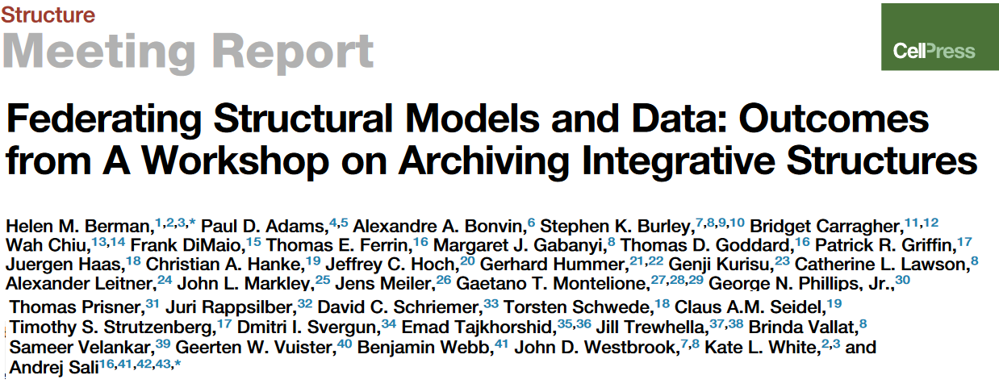 Structure
Meeting Report
CellPress
Federating Structural Models and Data: Outcomes
from A Workshop on Archiving Integrative Structures
Helen M. Berman,1,2,3,* Paul D. Adams,4,5 Alexandre A. Bonvin,6 Stephen K. Burley,7,8,9,10 Bridget Carragher,11,12
Wah Chiu,13,14 Frank DiMaio,15 Thomas E. Ferrin,16 Margaret J. Gabanyi,8 Thomas D. Goddard,16 Patrick R. Griffin,17
Juergen Haas,18 Christian A. Hanke,19 Jeffrey C. Hoch,20 Gerhard Hummer,21,22 Genji Kurisu,23 Catherine L. Lawson,8
Alexander Leitner,24 John L. Markley,25 Jens Meiler,26 Gaetano T. Montelione,27,28,29 George N. Phillips, Jr.,30
Thomas Prisner,31 Juri Rappsilber,32 David C. Schriemer,33 Torsten Schwede,18 Claus A.M. Seidel,19
Timothy S. Strutzenberg,17 Dmitri I. Svergun,34 Emad Tajkhorshid,35,36 Jill Trewhella,37,38 Brinda Vallat,8
Sameer Velankar,39 Geerten W. Vuister,40 Benjamin Webb,41 John D. Westbrook,7,8 Kate L. White,2,3 and
Andrej Sali16,41,42,43,*